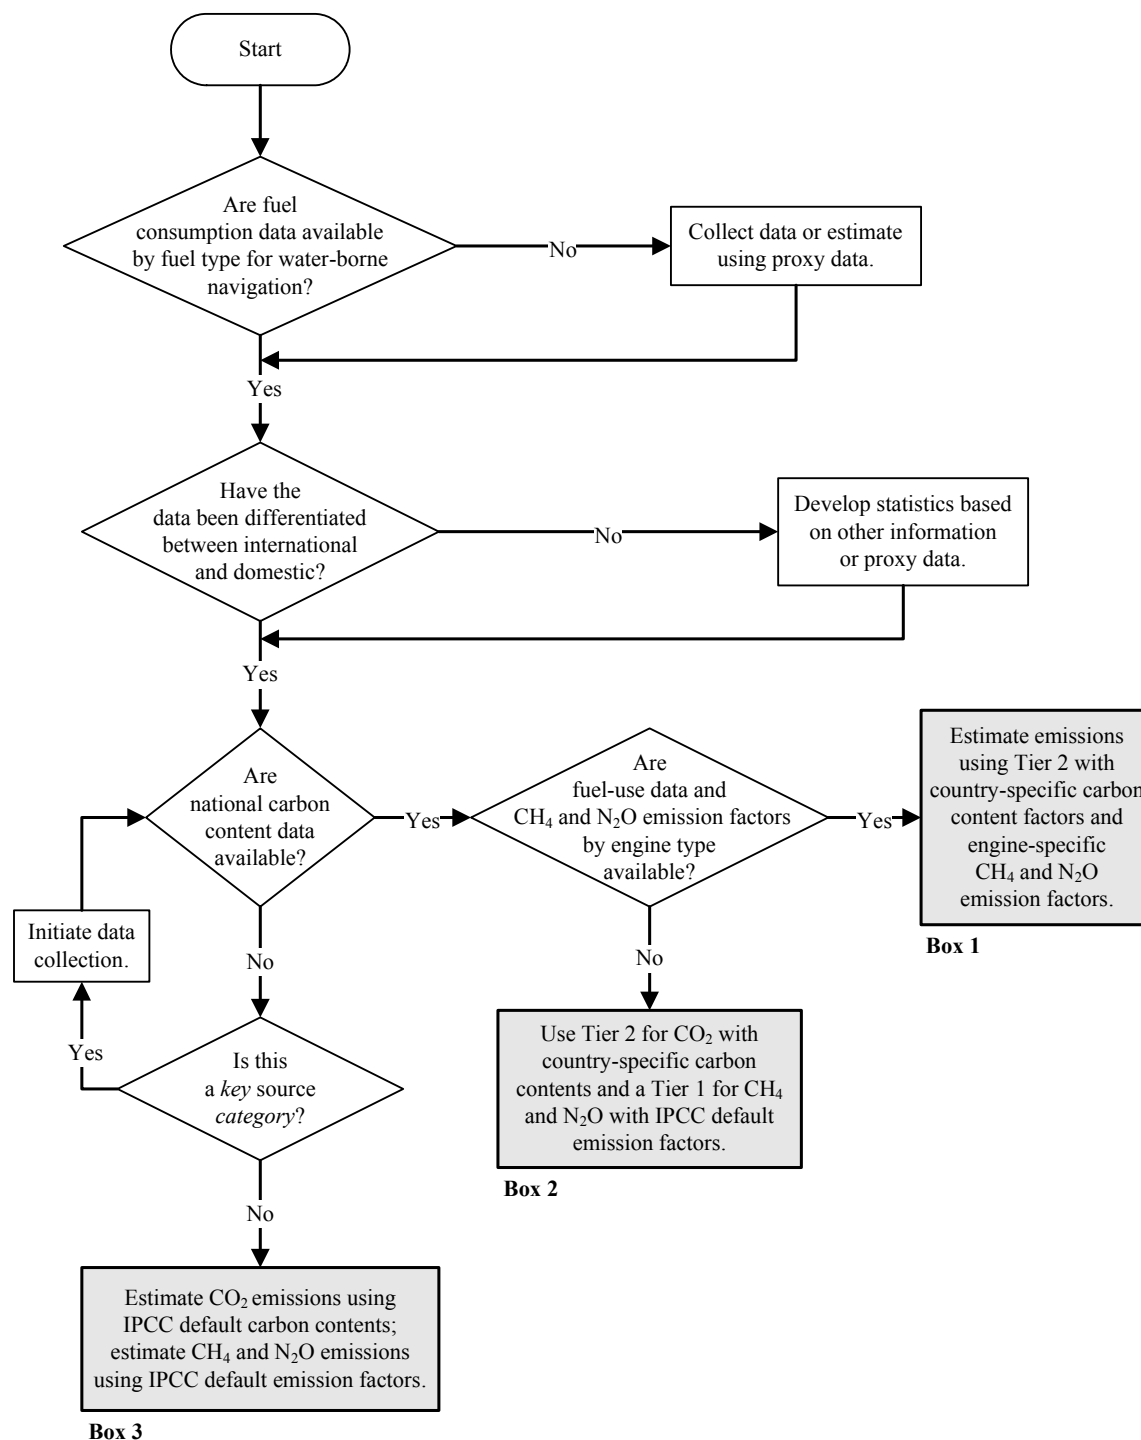 Start
Are fuel
consumption data available
by fuel type for water-borne
navigation?
No
Collect data or estimate
using proxy data.
Yes
Have the
data been differentiated
between international
and domestic?
No
Develop statistics based
on other information
or proxy data.
Yes
Are
national carbon
content data
available?
Yes
Are
fuel-use data and
CH₄ and N₂O emission factors
by engine type
available?
Yes
Estimate emissions
using Tier 2 with
country-specific carbon
content factors and
engine-specific
CH₄ and N₂O
emission factors.
Box 1
Initiate data
collection.
No
No
Yes
Is this
a key source
category?
Use Tier 2 for CO₂ with
country-specific carbon
contents and a Tier 1 for CH₄
and N₂O with IPCC default
emission factors.
Box 2
No
Estimate CO₂ emissions using
IPCC default carbon contents;
estimate CH₄ and N₂O emissions
using IPCC default emission factors.
Box 3